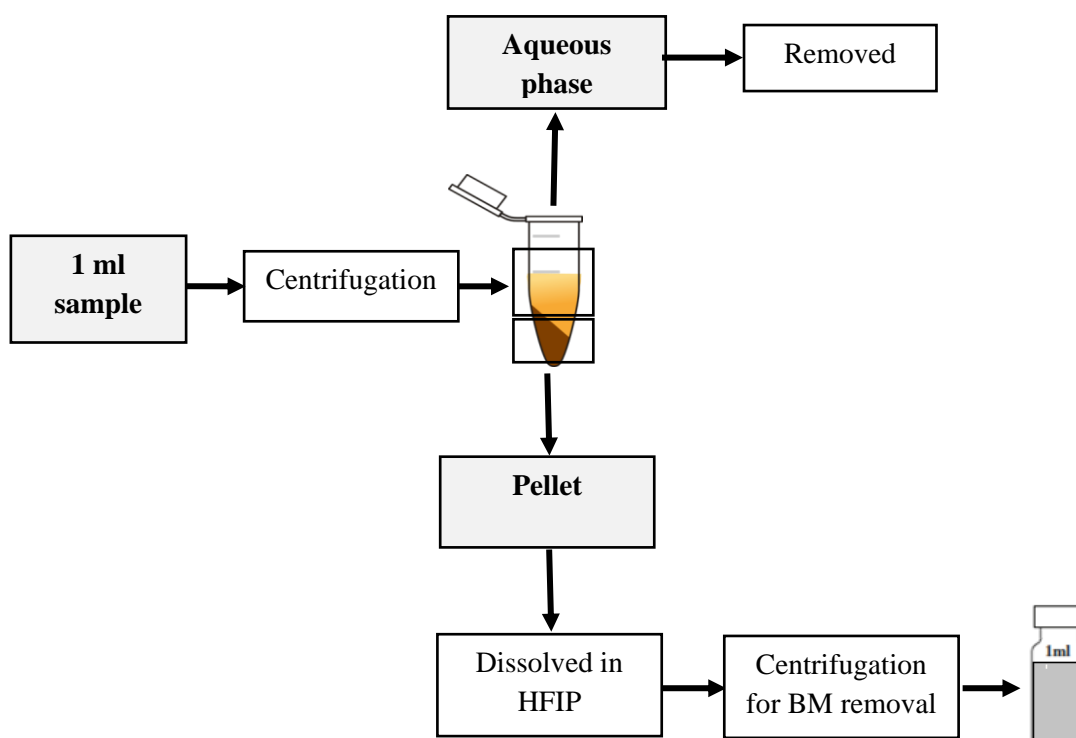 Aqueous
phase
Removed
1 ml
sample
Centrifugation
Pellet
Dissolved in
HFIP
Centrifugation
for BM removal
1ml